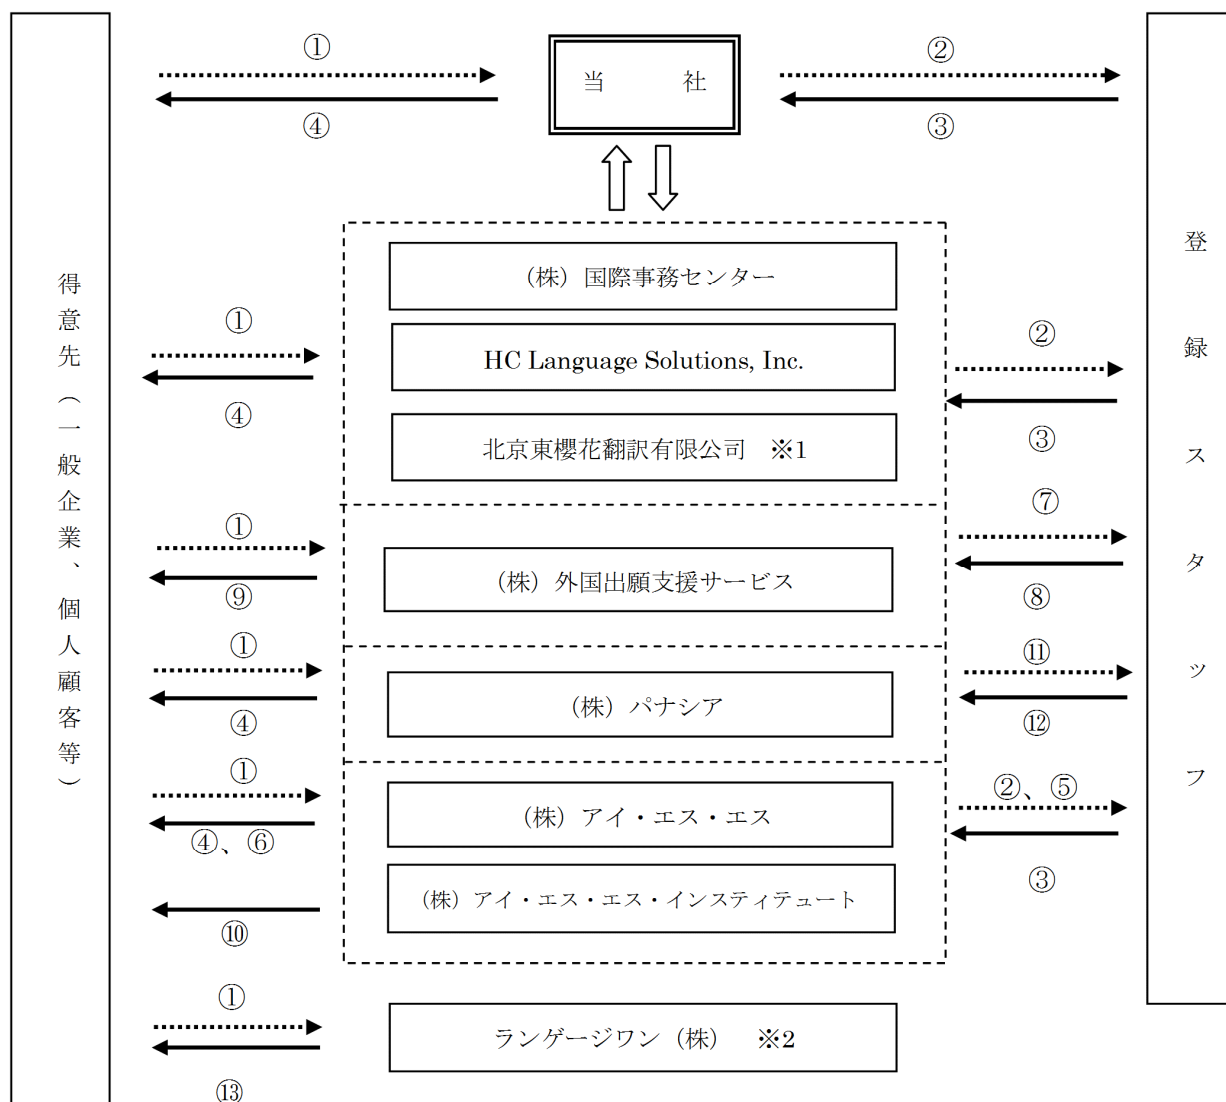 ① ②
当 社
④ ③
得意先(一般企業、個人顧客等)
登録スタッフ
(株)国際事務センター
① ②
HC Language Solutions, Inc.
④ ③
北京東櫻花翻訳有限公司 ※1
① ⑦
(株)外国出願支援サービス
⑨ ⑧
① ⑪
(株)パナシア
④ ⑫
① ②、⑤
(株)アイ・エス・エス
④、⑥ ③
(株)アイ・エス・エス・インスティテュート
⑩
①
ランゲージワン(株) ※2
⑬